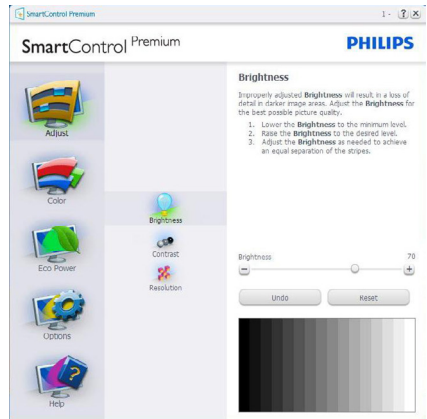 SmartControl Premium
1 -
?
X
SmartControl Premium
PHILIPS
Adjust
Color
Eco Power
Options
Help
Brightness
Contrast
Resolution
Brightness
Improperly adjusted Brightness will result in a loss of
detail in darker image areas. Adjust the Brightness for
the best possible picture quality.
1. Lower the Brightness to the minimum level.
2. Raise the Brightness to the desired level.
3. Adjust the Brightness as needed to achieve
an equal separation of the stripes.
Brightness 70
Undo Reset